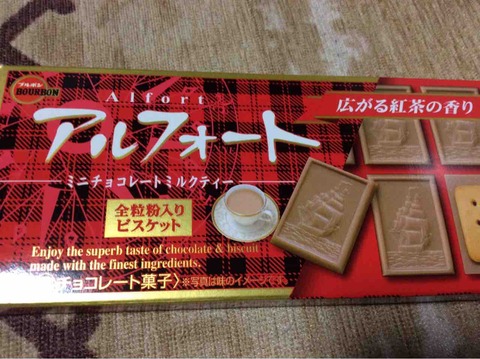 ブルボン
BOURBON
Alfort
アルフォート
広がる紅茶の香り
ミニチョコレートミルクティー
全粒粉入り
ビスケット
Enjoy the superb taste of chocolate & biscuit
made with the finest ingredients.
チョコレート菓子〉※写真は味のイメージです。